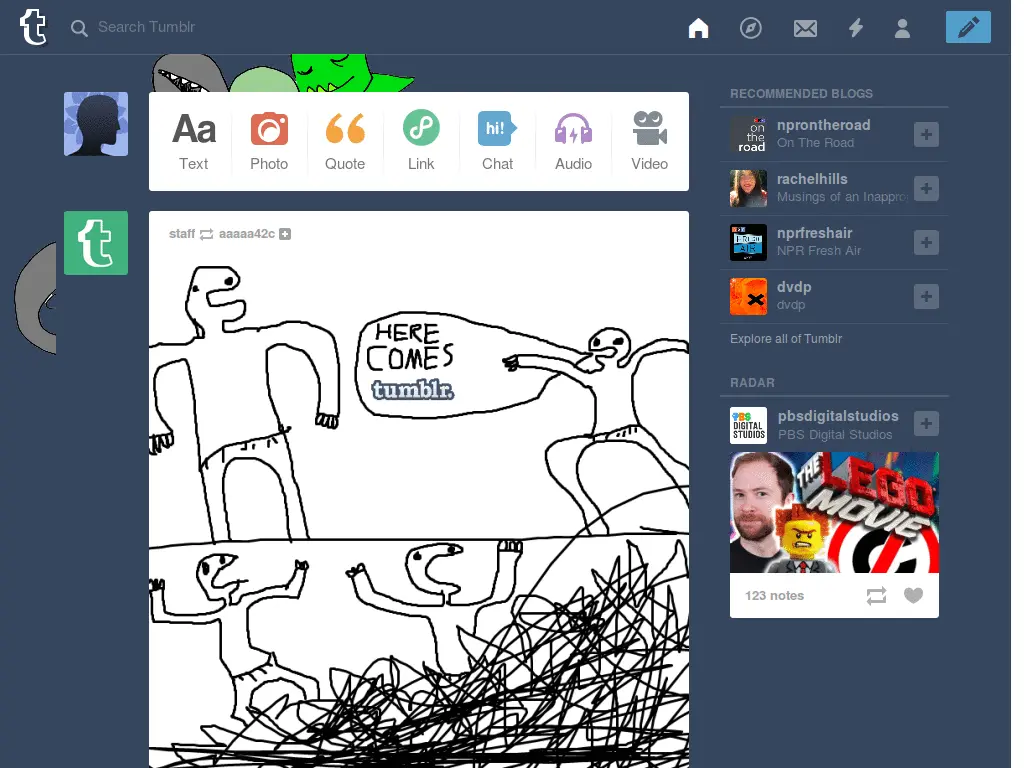 t
Search Tumblr
Aa
Text
Photo
Quote
Link
hi!
Chat
Audio
Video
t
staff aaaaa42c
HERE
COMES
tumblr.
RECOMMENDED BLOGS
on
the
road
nprontheroad
On The Road
rachelhills
Musings of an Inappro
FRESH
AIR
nprfreshair
NPR Fresh Air
dvdp
dvdp
Explore all of Tumblr
RADAR
PBS
DIGITAL
STUDIOS
pbsdigitalstudios
PBS Digital Studios
THE
LEGO
MOVIE
123 notes